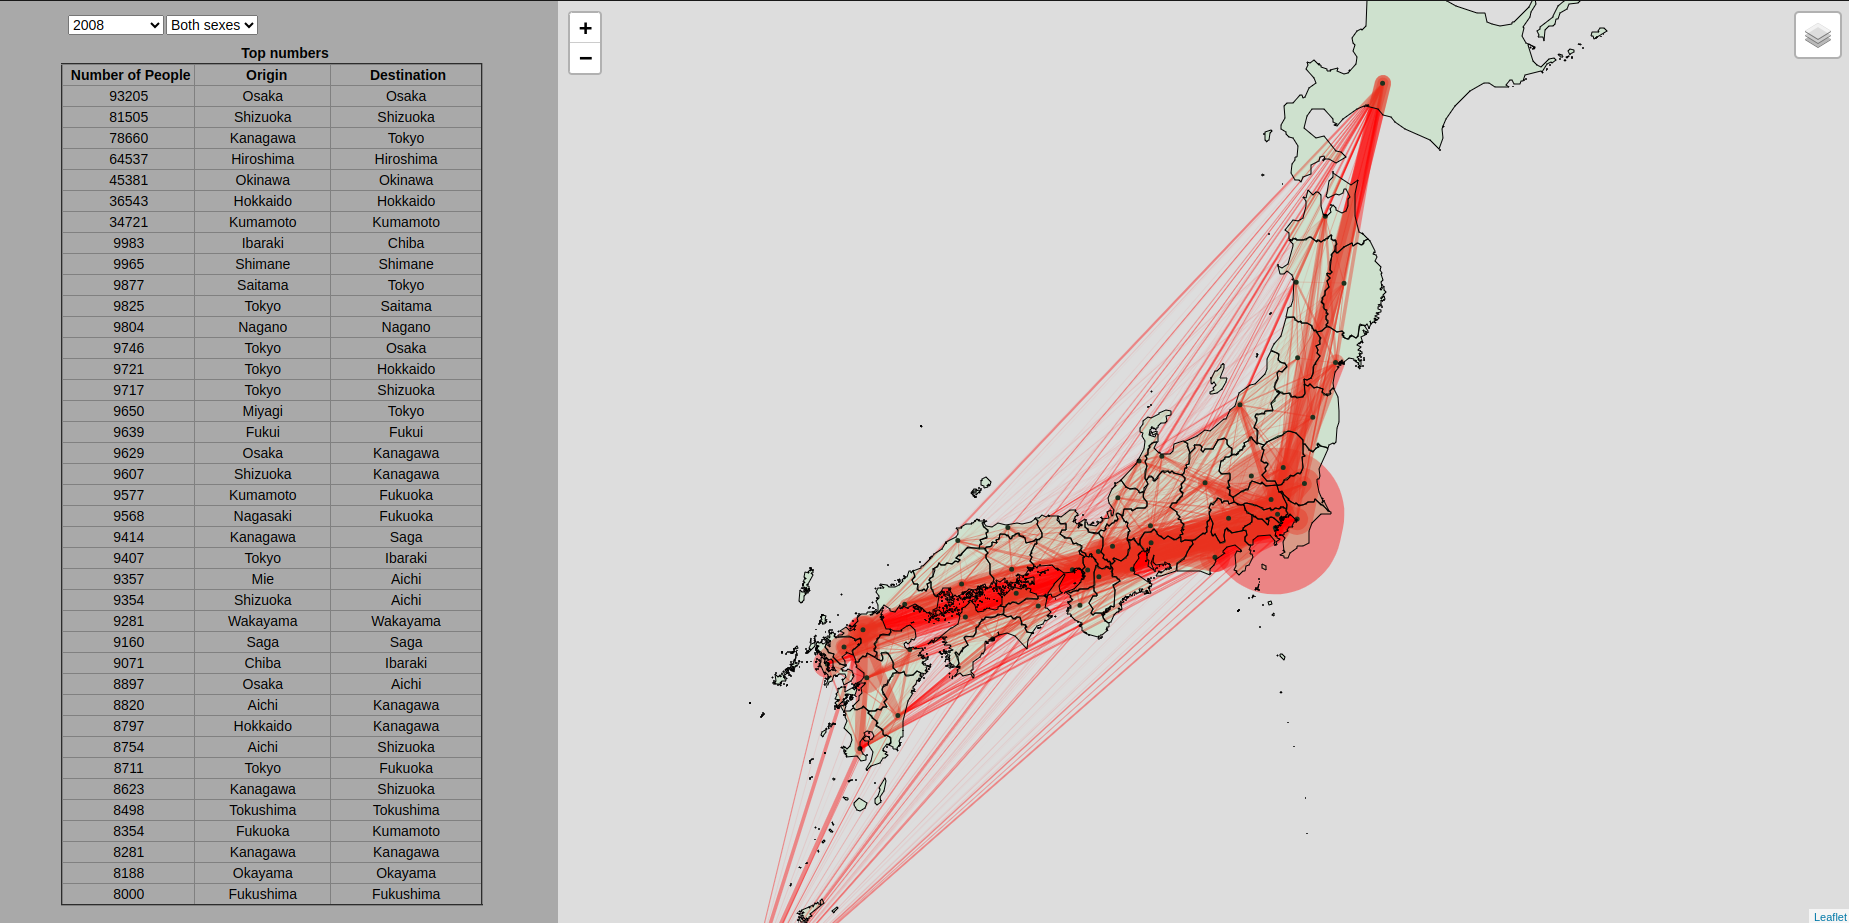 2008 Both sexes
Top numbers
Number of People Origin Destination
93205 Osaka Osaka
81505 Shizuoka Shizuoka
78660 Kanagawa Tokyo
64537 Hiroshima Hiroshima
45381 Okinawa Okinawa
36543 Hokkaido Hokkaido
34721 Kumamoto Kumamoto
9983 Ibaraki Chiba
9965 Shimane Shimane
9877 Saitama Tokyo
9825 Tokyo Saitama
9804 Nagano Nagano
9746 Tokyo Osaka
9721 Tokyo Hokkaido
9717 Tokyo Shizuoka
9650 Miyagi Tokyo
9639 Fukui Fukui
9629 Osaka Kanagawa
9607 Shizuoka Kanagawa
9577 Kumamoto Fukuoka
9568 Nagasaki Fukuoka
9414 Kanagawa Saga
9407 Tokyo Ibaraki
9357 Mie Aichi
9354 Shizuoka Aichi
9281 Wakayama Wakayama
9160 Saga Saga
9071 Chiba Ibaraki
8897 Osaka Aichi
8820 Aichi Kanagawa
8797 Hokkaido Kanagawa
8754 Aichi Shizuoka
8711 Tokyo Fukuoka
8623 Kanagawa Shizuoka
8498 Tokushima Tokushima
8354 Fukuoka Kumamoto
8281 Kanagawa Kanagawa
8188 Okayama Okayama
8000 Fukushima Fukushima
+
−
Leaflet